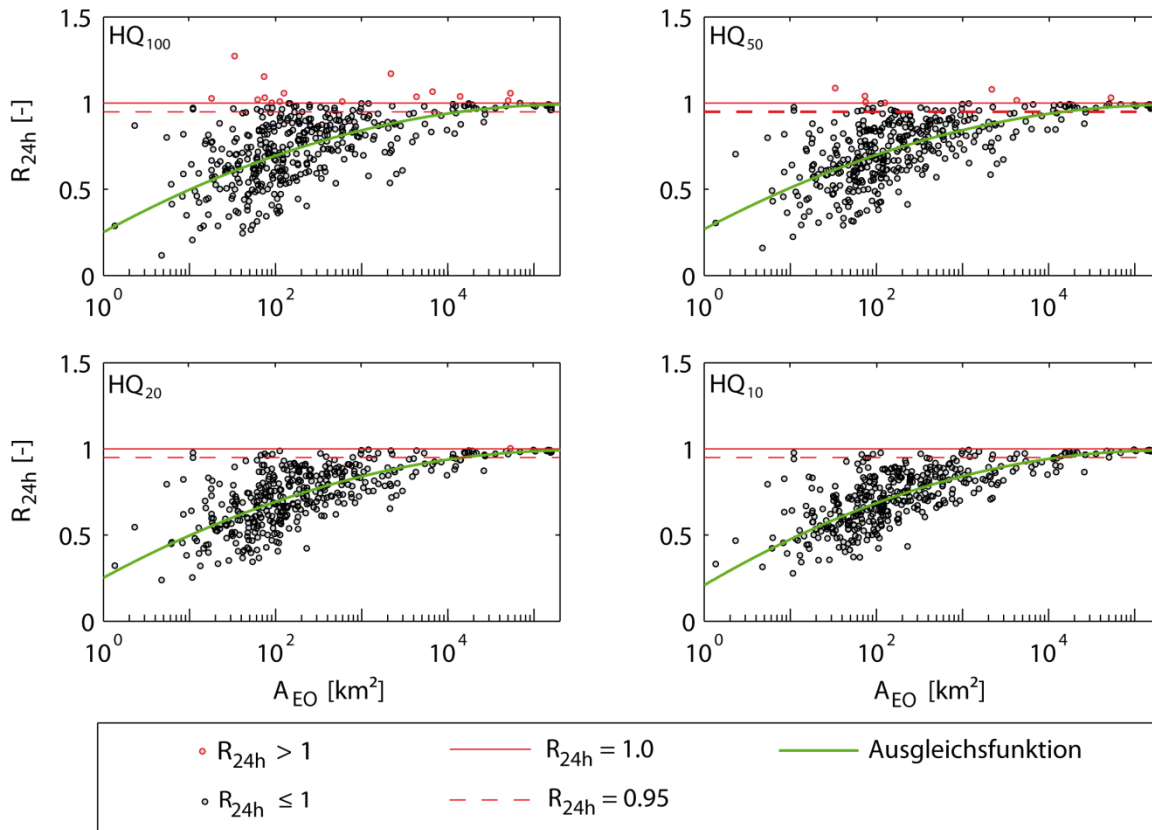 HQ100
R24h [-]
1.5
1
0.5
0
10^0 10^2 10^4
HQ50
1.5
1
0.5
0
10^0 10^2 10^4
HQ20
R24h [-]
1.5
1
0.5
0
10^0 10^2 10^4
AEO [km²]
HQ10
1.5
1
0.5
0
10^0 10^2 10^4
AEO [km²]
R24h > 1
R24h = 1.0
Ausgleichsfunktion
R24h ≤ 1
R24h = 0.95